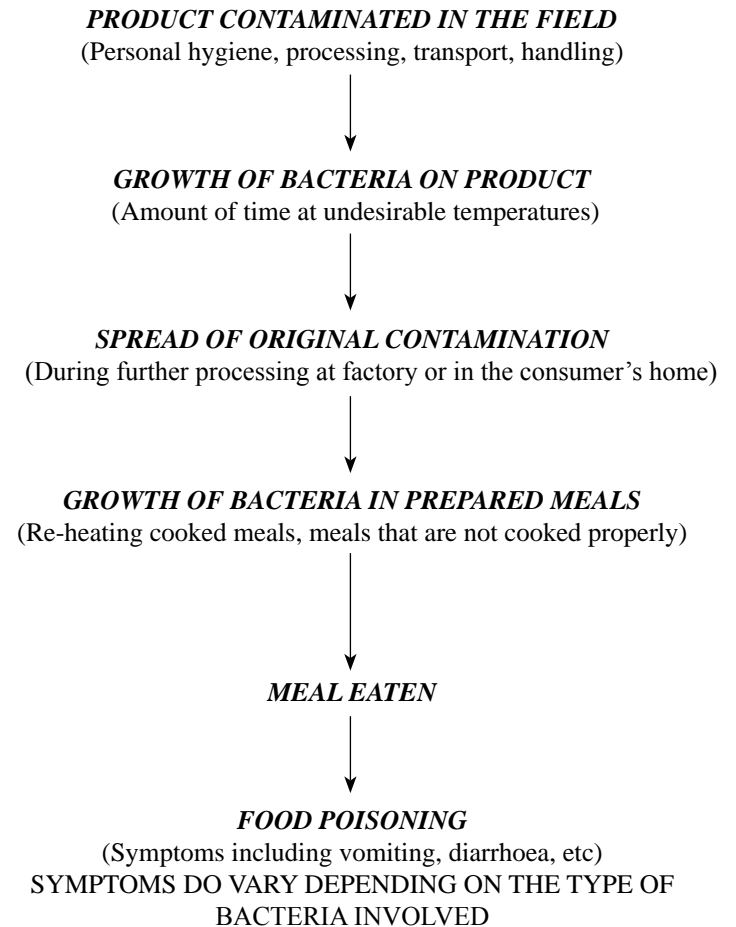 PRODUCT CONTAMINATED IN THE FIELD
(Personal hygiene, processing, transport, handling)
GROWTH OF BACTERIA ON PRODUCT
(Amount of time at undesirable temperatures)
SPREAD OF ORIGINAL CONTAMINATION
(During further processing at factory or in the consumer’s home)
GROWTH OF BACTERIA IN PREPARED MEALS
(Re-heating cooked meals, meals that are not cooked properly)
MEAL EATEN
FOOD POISONING
(Symptoms including vomiting, diarrhoea, etc)
SYMPTOMS DO VARY DEPENDING ON THE TYPE OF
BACTERIA INVOLVED